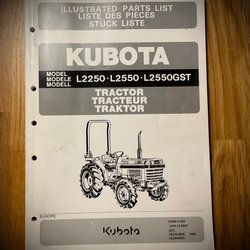 ILLUSTRATED PARTS LIST
LISTE DES PIECES
STÜCK LISTE
KUBOTA
MODEL
MODELE
MODELL
L2250·L2550·L2550GST
TRACTOR
TRACTEUR
TRAKTOR
EUROPE
Kubota